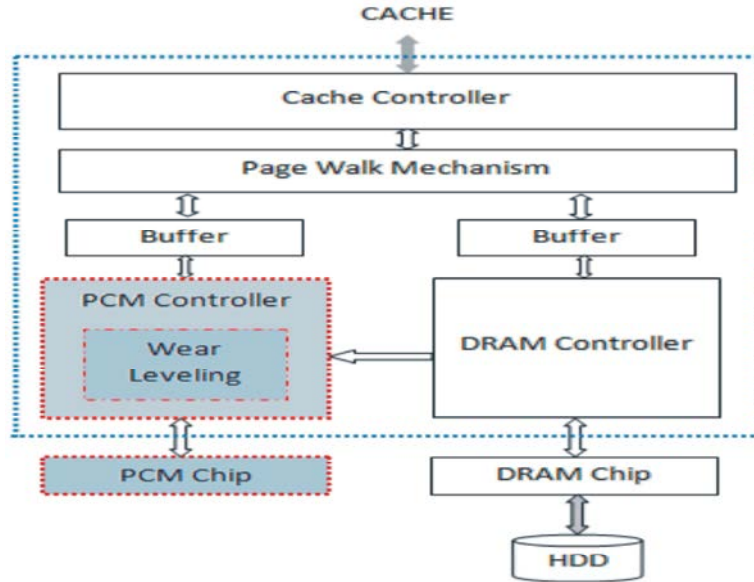 CACHE
Cache Controller
Page Walk Mechanism
Buffer
Buffer
PCM Controller
Wear
Leveling
DRAM Controller
PCM Chip
DRAM Chip
HDD